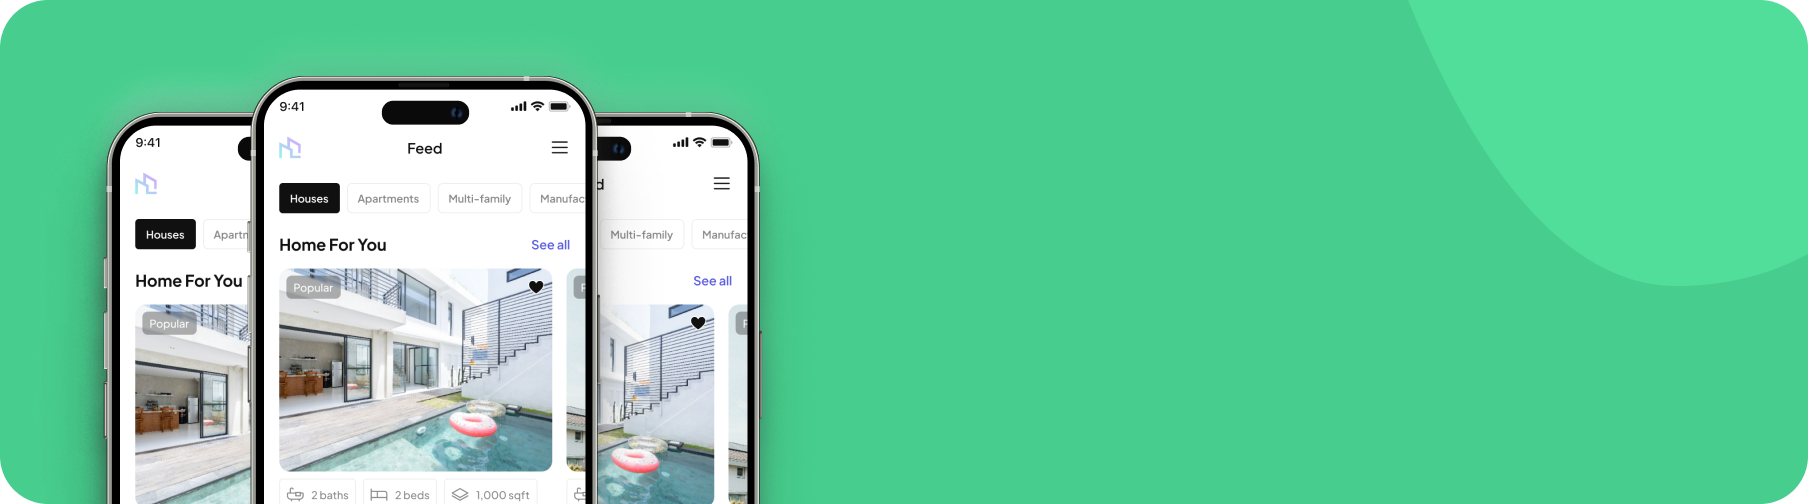 9:41
Feed
Houses
Apartments
Multi-family
Manufac
Home For You
See all
Popular
2 baths
2 beds
1,000 sqft
9:41
Houses
Apartn
Home For You
Popular
d
Multi-family
Manufac
See all